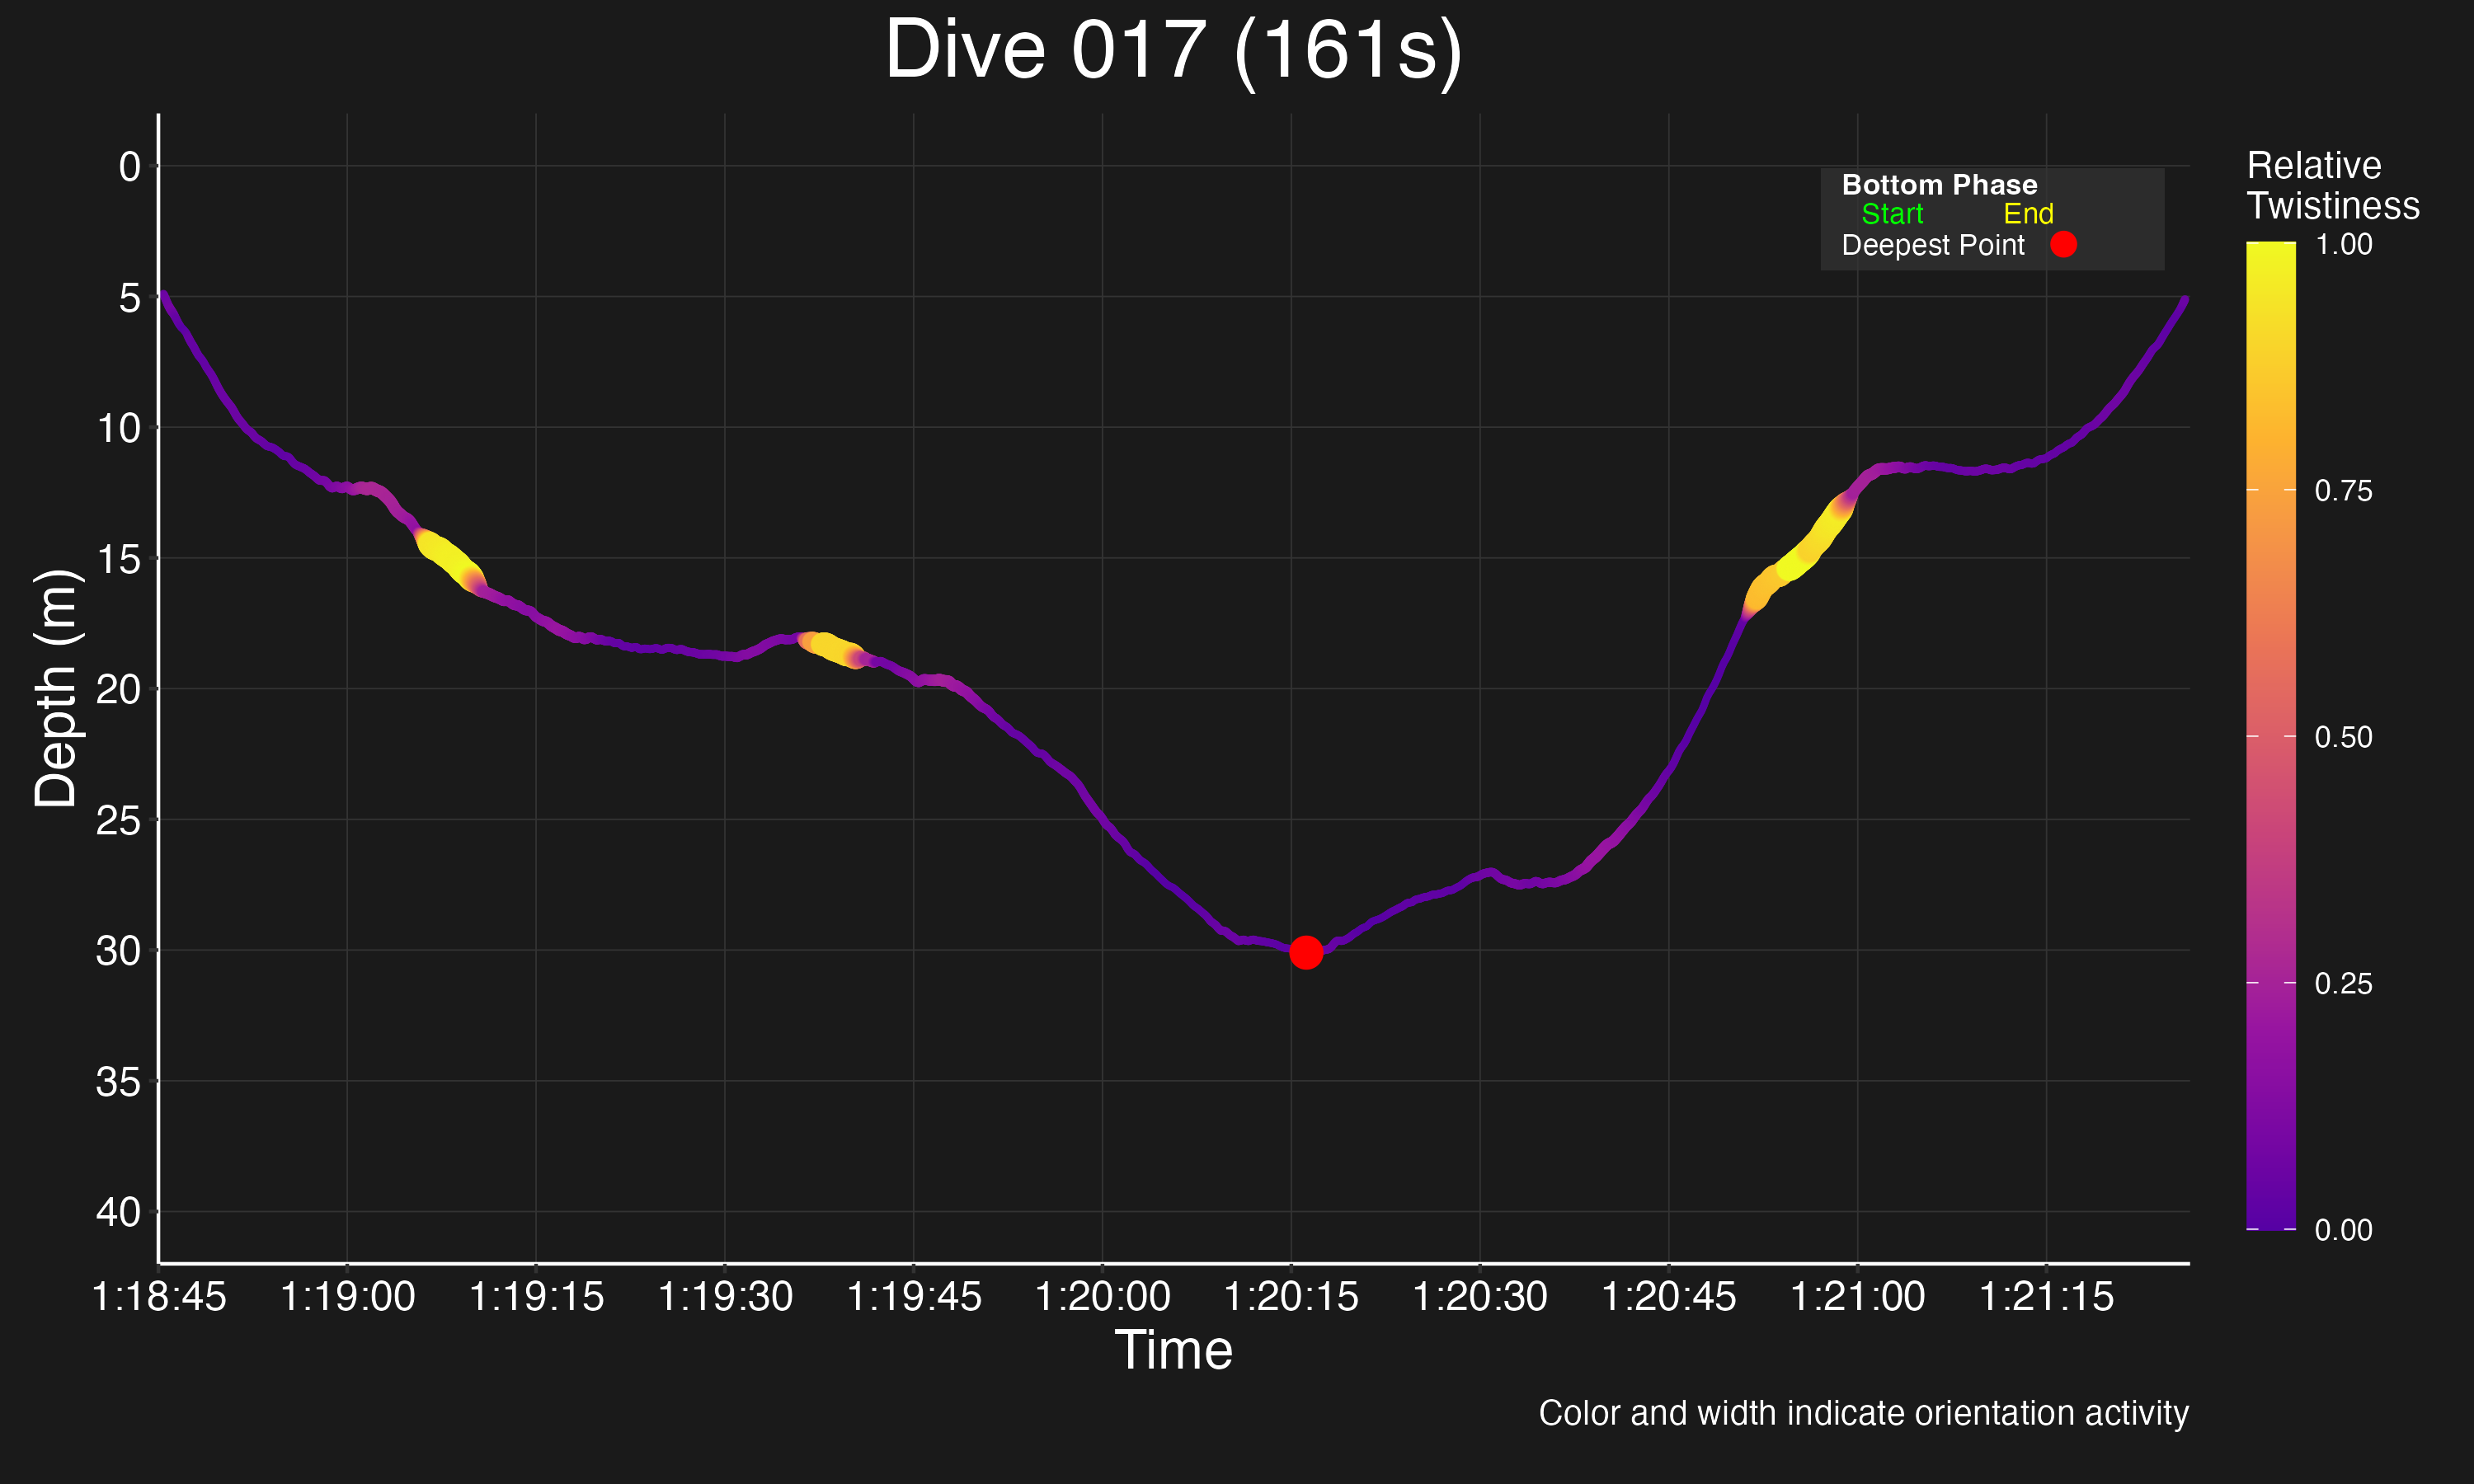 Dive 017 (161s)
Depth (m)
0
5
10
15
20
25
30
35
40
Bottom Phase
Start End
Deepest Point
Relative
Twistiness
1.00
0.75
0.50
0.25
0.00
1:18:45 1:19:00 1:19:15 1:19:30 1:19:45 1:20:00 1:20:15 1:20:30 1:20:45 1:21:00 1:21:15
Time
Color and width indicate orientation activity